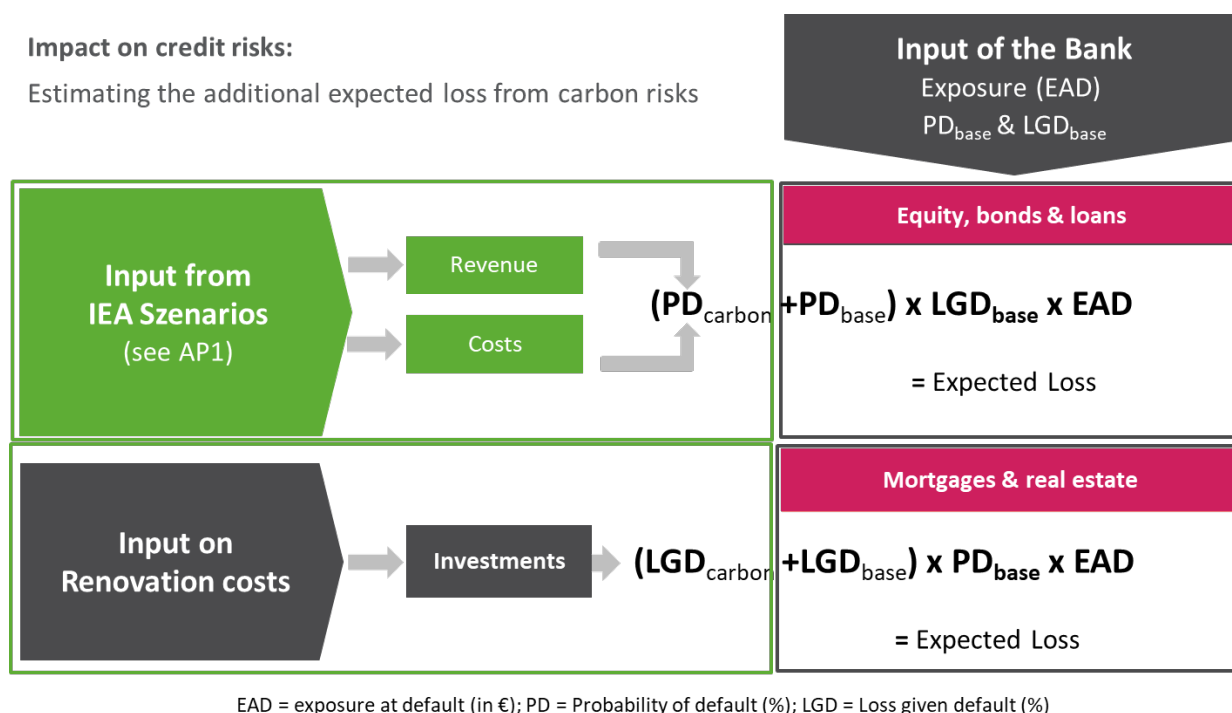 Impact on credit risks:
Estimating the additional expected loss from carbon risks
Input of the Bank
Exposure (EAD)
PDbase & LGDbase
Input from
IEA Szenarios
(see AP1)
Revenue
Costs
Equity, bonds & loans
(PDcarbon +PDbase) x LGDbase x EAD
= Expected Loss
Input on
Renovation costs
Investments
Mortgages & real estate
(LGDcarbon +LGDbase) x PDbase x EAD
= Expected Loss
EAD = exposure at default (in €); PD = Probability of default (%); LGD = Loss given default (%)